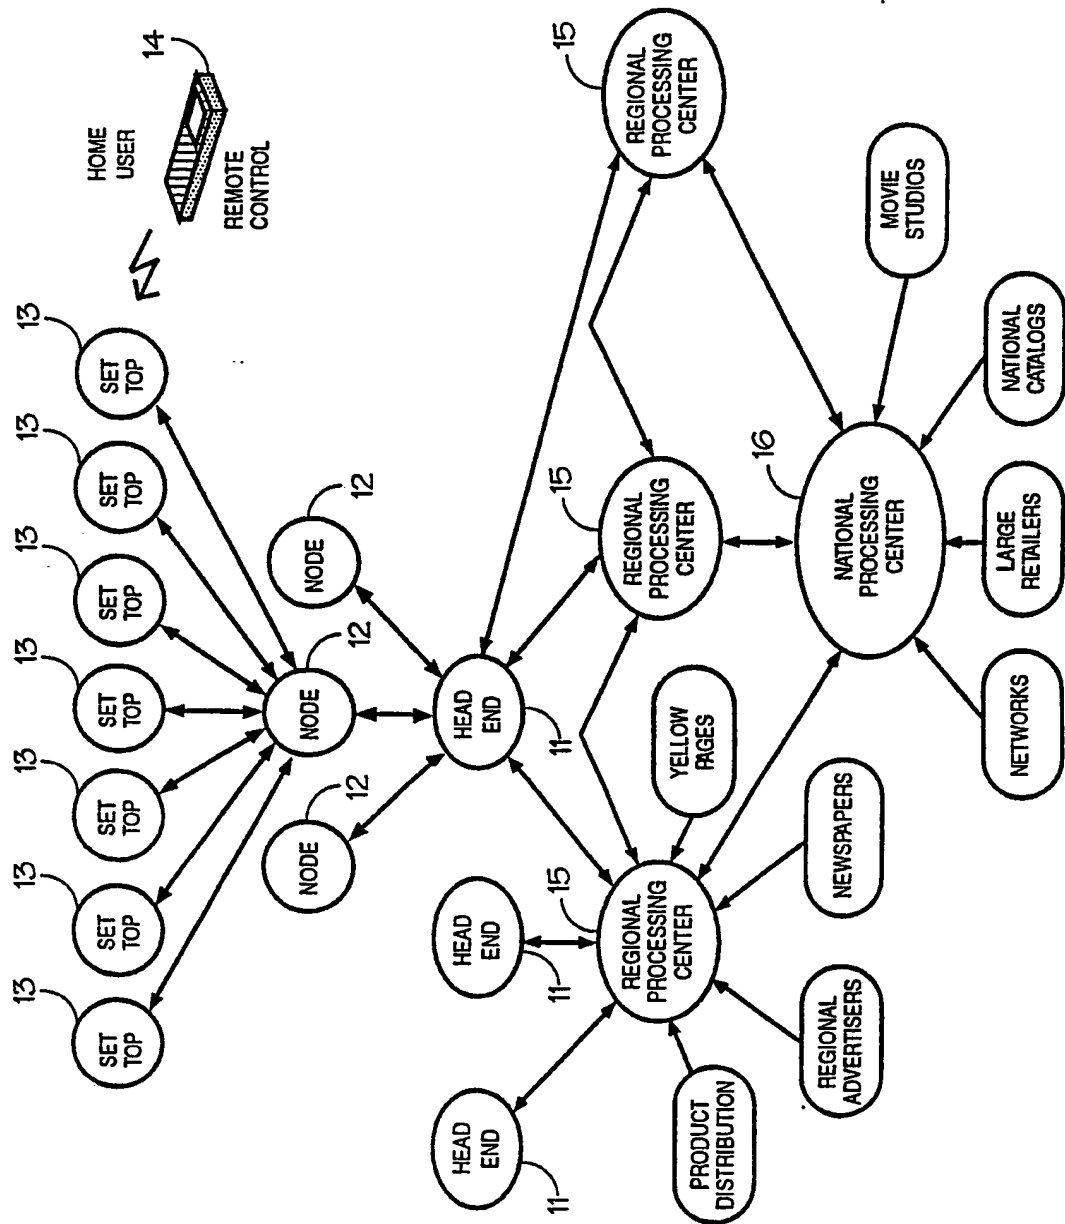 13
13
13
13
13
13
13
SET
TOP
SET
TOP
SET
TOP
SET
TOP
SET
TOP
SET
TOP
SET
TOP
HOME
USER
14
REMOTE
CONTROL
12
NODE
12
NODE
12
NODE
HEAD
END
11
HEAD
END
11
HEAD
END
11
15
REGIONAL
PROCESSING
CENTER
15
REGIONAL
PROCESSING
CENTER
15
REGIONAL
PROCESSING
CENTER
YELLOW
PAGES
PRODUCT
DISTRIBUTION
REGIONAL
ADVERTISERS
NEWSPAPERS
16
NATIONAL
PROCESSING
CENTER
MOVIE
STUDIOS
NETWORKS
LARGE
RETAILERS
NATIONAL
CATALOGS